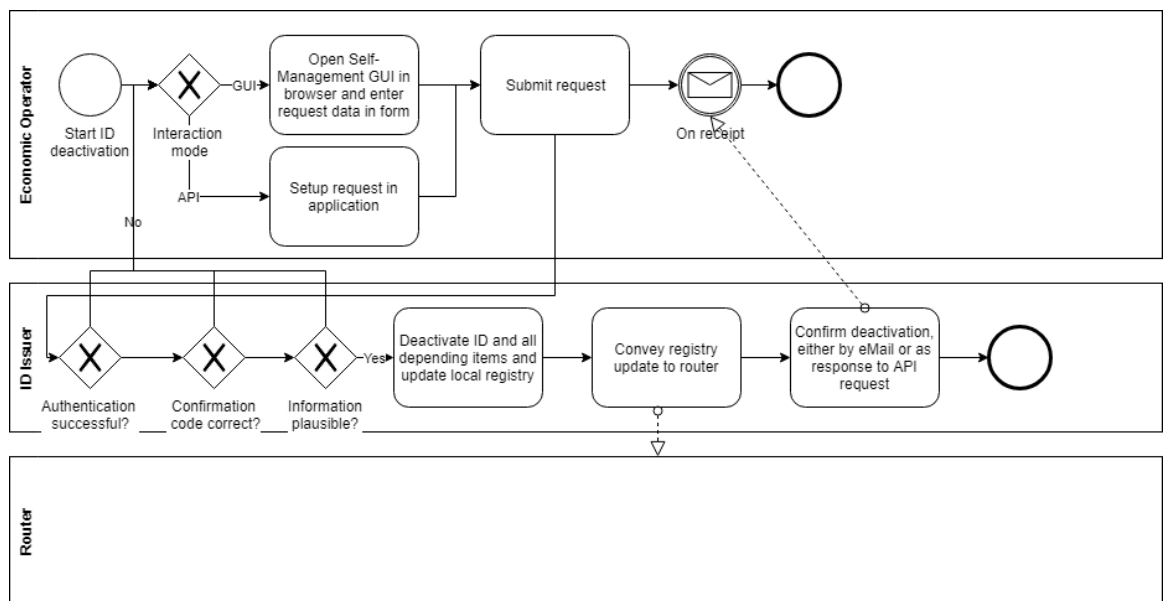 Economic Operator
Start ID
deactivation
Interaction
mode
GUI
API
No
Open Self-
Management GUI in
browser and enter
request data in form
Setup request in
application
Submit request
On receipt
ID Issuer
Authentication
successful?
Confirmation
code correct?
Information
plausible?
Yes
Deactivate ID and all
depending items and
update local registry
Convey registry
update to router
Confirm deactivation,
either by eMail or as
response to API
request
Router